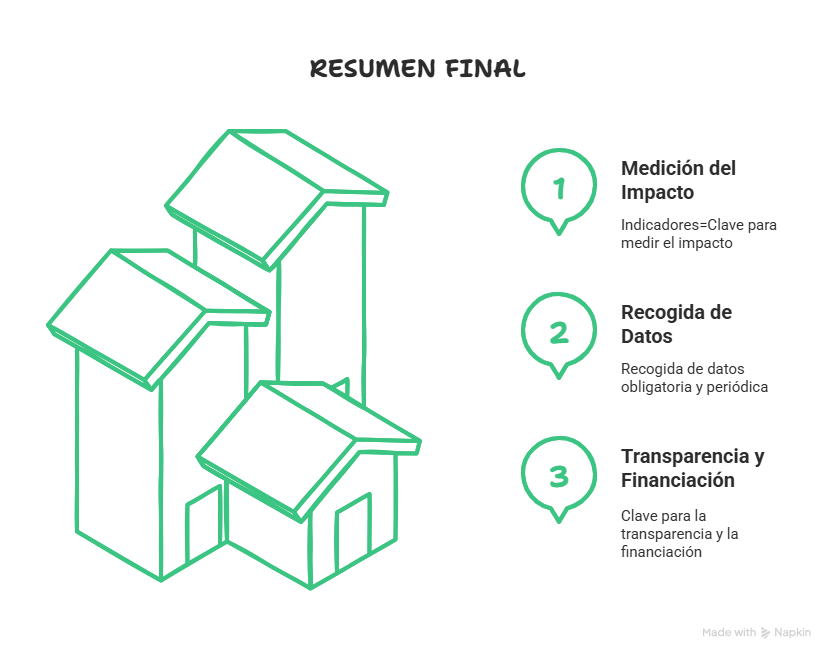 RESUMEN FINAL
1
Medición del
Impacto
Indicadores=Clave para
medir el impacto
2
Recogida de
Datos
Recogida de datos
obligatoria y periódica
3
Transparencia y
Financiación
Clave para la
transparencia y la
financiación
Made with Napkin